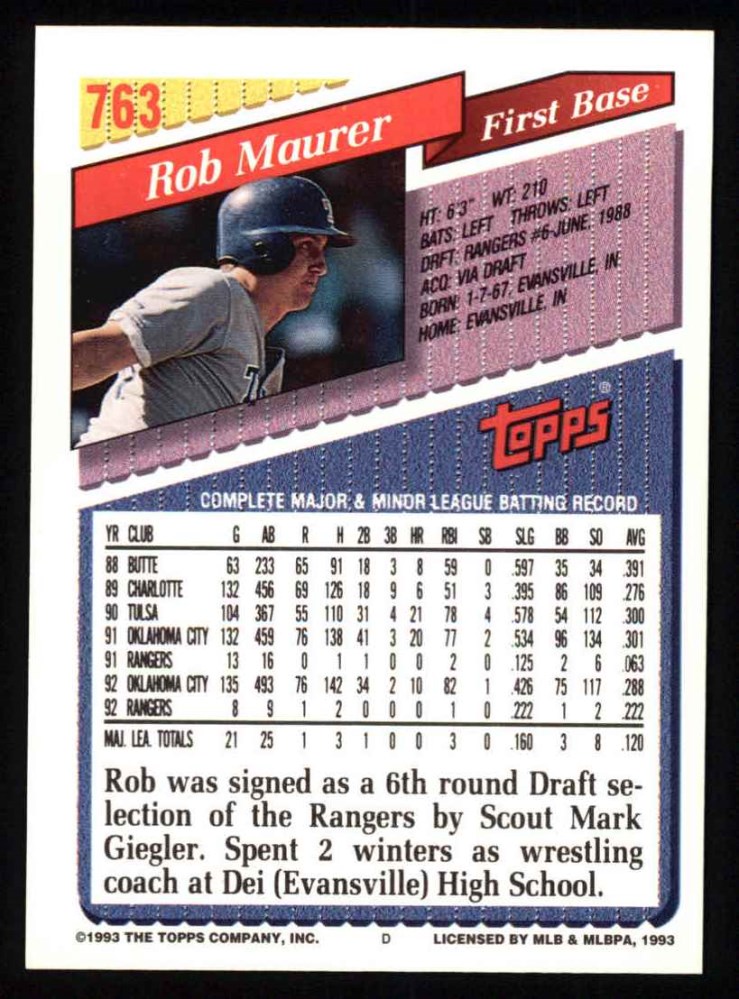 763
Rob Maurer
First Base
HT: 6'3" WT: 210
BATS: LEFT THROWS: LEFT
DRFT: RANGERS #6-JUNE, 1988
ACQ: VIA DRAFT
BORN: 1-7-67, EVANSVILLE, IN
HOME: EVANSVILLE, IN
TOPPS®
COMPLETE MAJOR & MINOR LEAGUE BATTING RECORD
YR CLUB G AB R H 2B 3B HR RBI SB SLG BB SO AVG
88 BUTTE 63 233 65 91 18 3 8 59 0 .597 35 34 .391
89 CHARLOTTE 132 456 69 126 18 9 6 51 3 .395 86 109 .276
90 TULSA 104 367 55 110 31 4 21 78 4 .578 54 112 .300
91 OKLAHOMA CITY 132 459 76 138 41 3 20 77 2 .534 96 134 .301
91 RANGERS 13 16 0 1 1 0 0 2 0 .125 2 6 .063
92 OKLAHOMA CITY 135 493 76 142 34 2 10 82 1 .426 75 117 .288
92 RANGERS 8 9 1 2 0 0 0 1 0 .222 1 2 .222
MAJ. LEA. TOTALS 21 25 1 3 1 0 0 3 0 .160 3 8 .120
Rob was signed as a 6th round Draft se-
lection of the Rangers by Scout Mark
Giegler. Spent 2 winters as wrestling
coach at Dei (Evansville) High School.
©1993 THE TOPPS COMPANY, INC. D LICENSED BY MLB & MLBPA, 1993